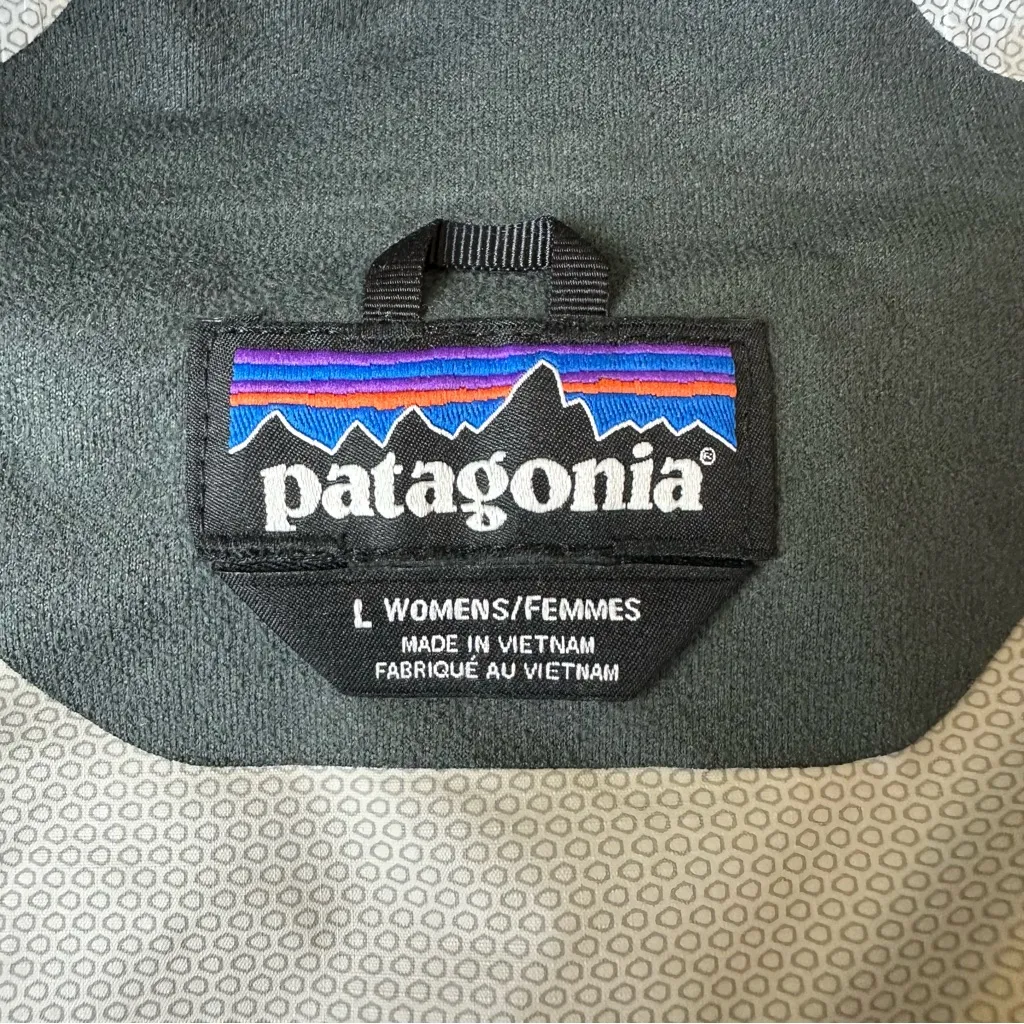 patagonia®
L WOMENS/FEMMES
MADE IN VIETNAM
FABRIQUÉ AU VIETNAM